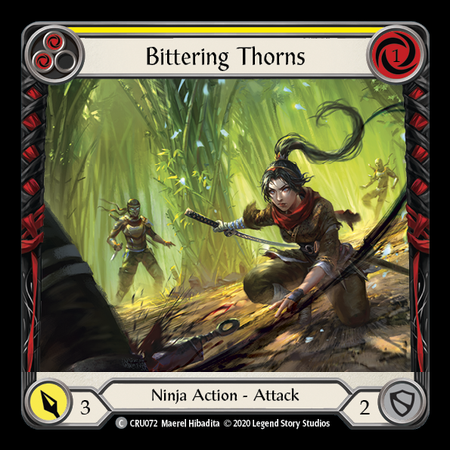 Bittering Thorns
1
Ninja Action - Attack
3
2
C CRU072 Maerel Hibadita © 2020 Legend Story Studios